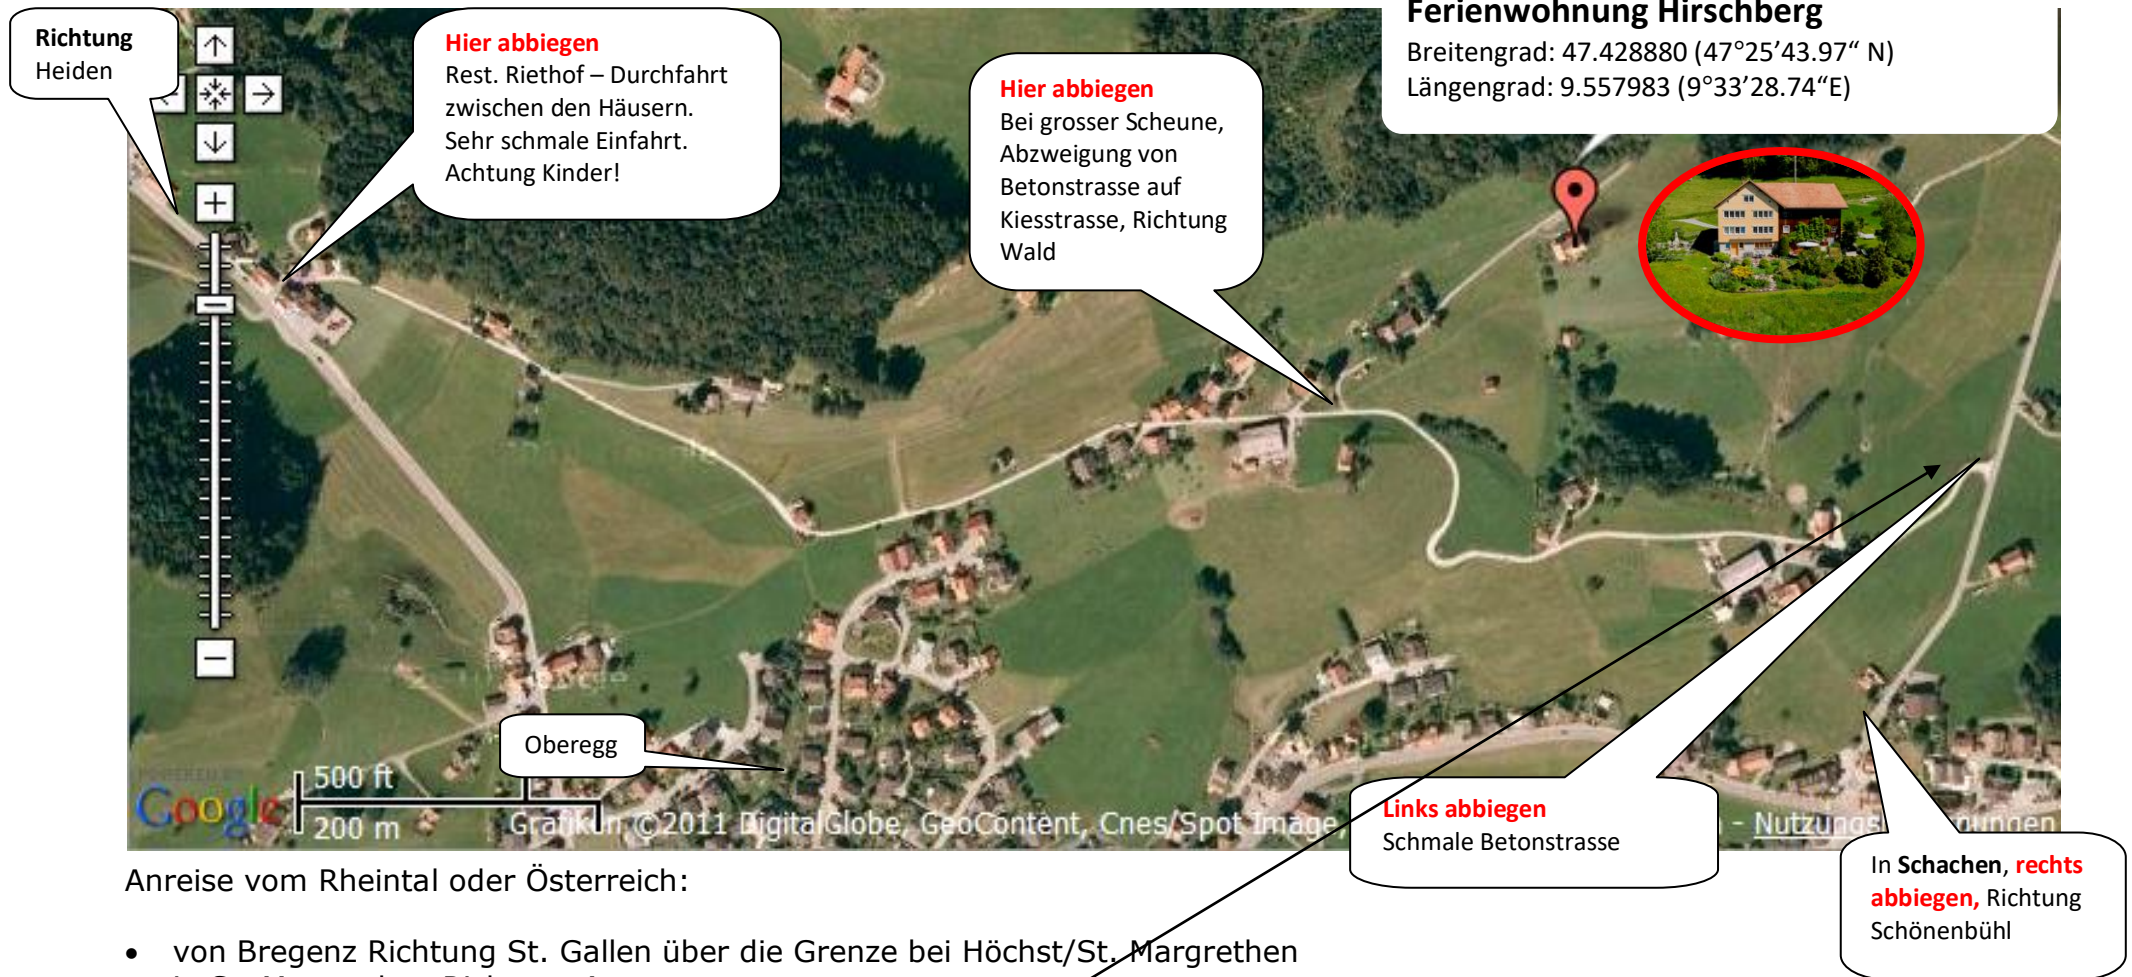 Richtung
Heiden
Hier abbiegen
Rest. Riethof – Durchfahrt
zwischen den Häusern.
Sehr schmale Einfahrt.
Achtung Kinder!
Hier abbiegen
Bei grosser Scheune,
Abzweigung von
Betonstrasse auf
Kiesstrasse, Richtung
Wald
Ferienwohnung Hirschberg
Breitengrad: 47.428880 (47°25’43.97“ N)
Längengrad: 9.557983 (9°33’28.74“E)
Oberegg
500 ft
200 m
Google
Grafiken ©2011 DigitalGlobe, GeoContent, Cnes/Spot Image
- Nutzungs
Links abbiegen
Schmale Betonstrasse
In Schachen, rechts
abbiegen, Richtung
Schönenbühl
Anreise vom Rheintal oder Österreich:
• von Bregenz Richtung St. Gallen über die Grenze bei Höchst/St. Margrethen